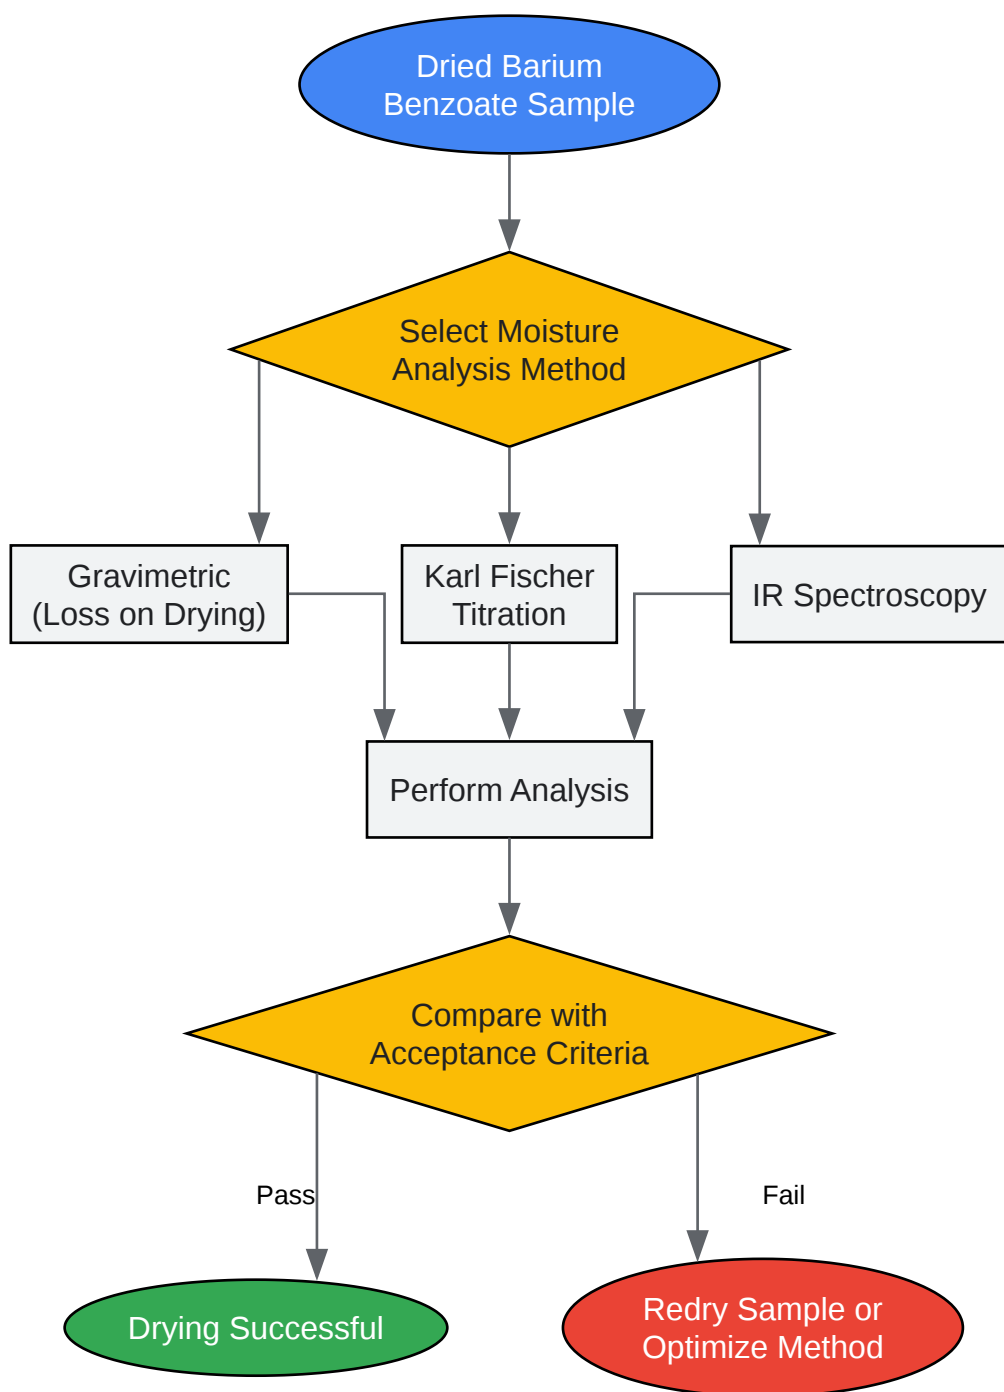 Dried Barium
Benzoate Sample
Select Moisture
Analysis Method
Gravimetric
(Loss on Drying)
Karl Fischer
Titration
IR Spectroscopy
Perform Analysis
Compare with
Acceptance Criteria
Pass
Fail
Drying Successful
Redry Sample or
Optimize Method